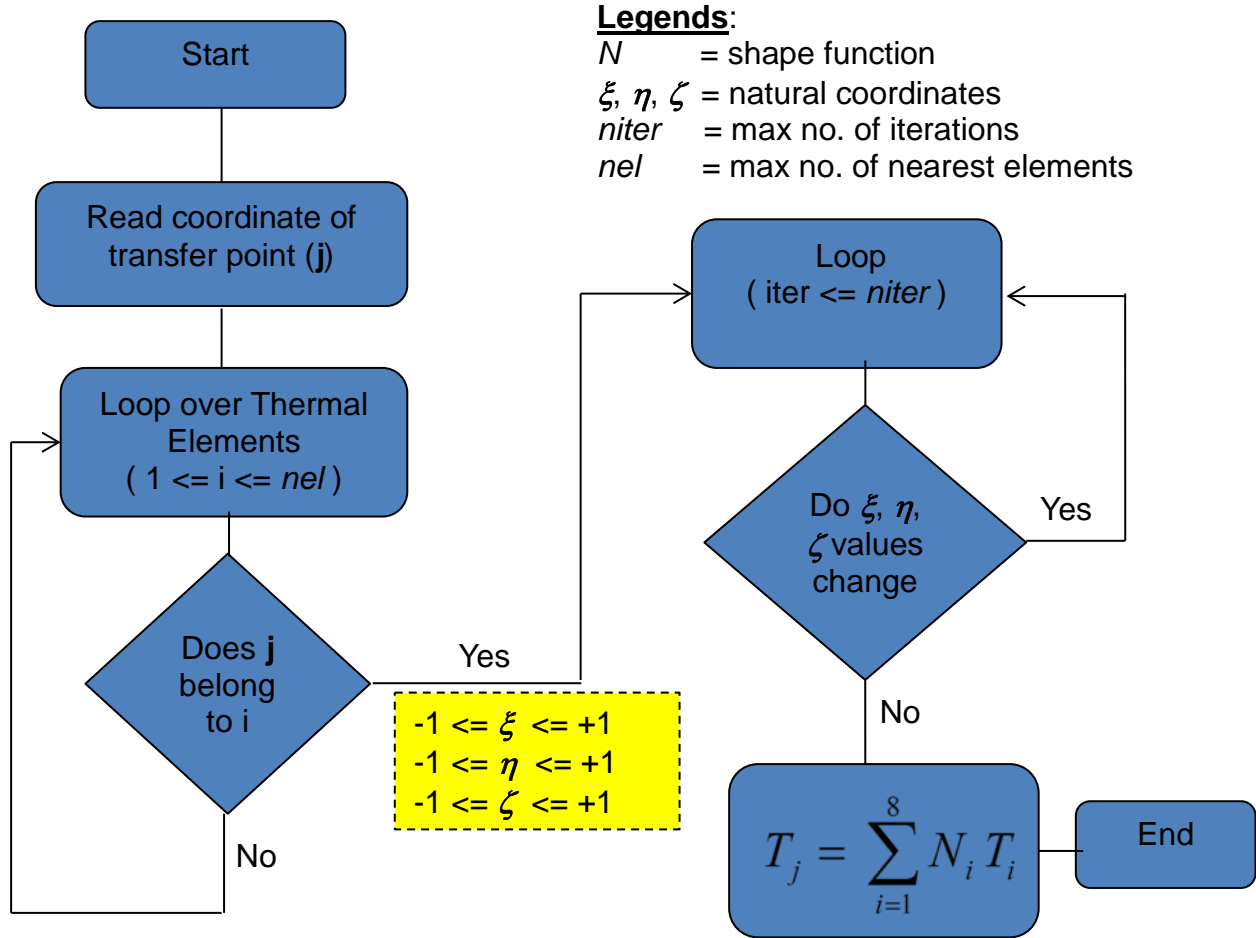 Start
Read coordinate of
transfer point (j)
Loop over Thermal
Elements
( 1 <= i <= nel )
Does j
belong
to i
Yes
No
-1 <= ξ <= +1
-1 <= η <= +1
-1 <= ζ <= +1
Legends:
N = shape function
ξ, η, ζ = natural coordinates
niter = max no. of iterations
nel = max no. of nearest elements
Loop
( iter <= niter )
Do ξ, η,
ζ values
change
Yes
No
T_j = \sum_{i=1}^{8} N_i T_i
End